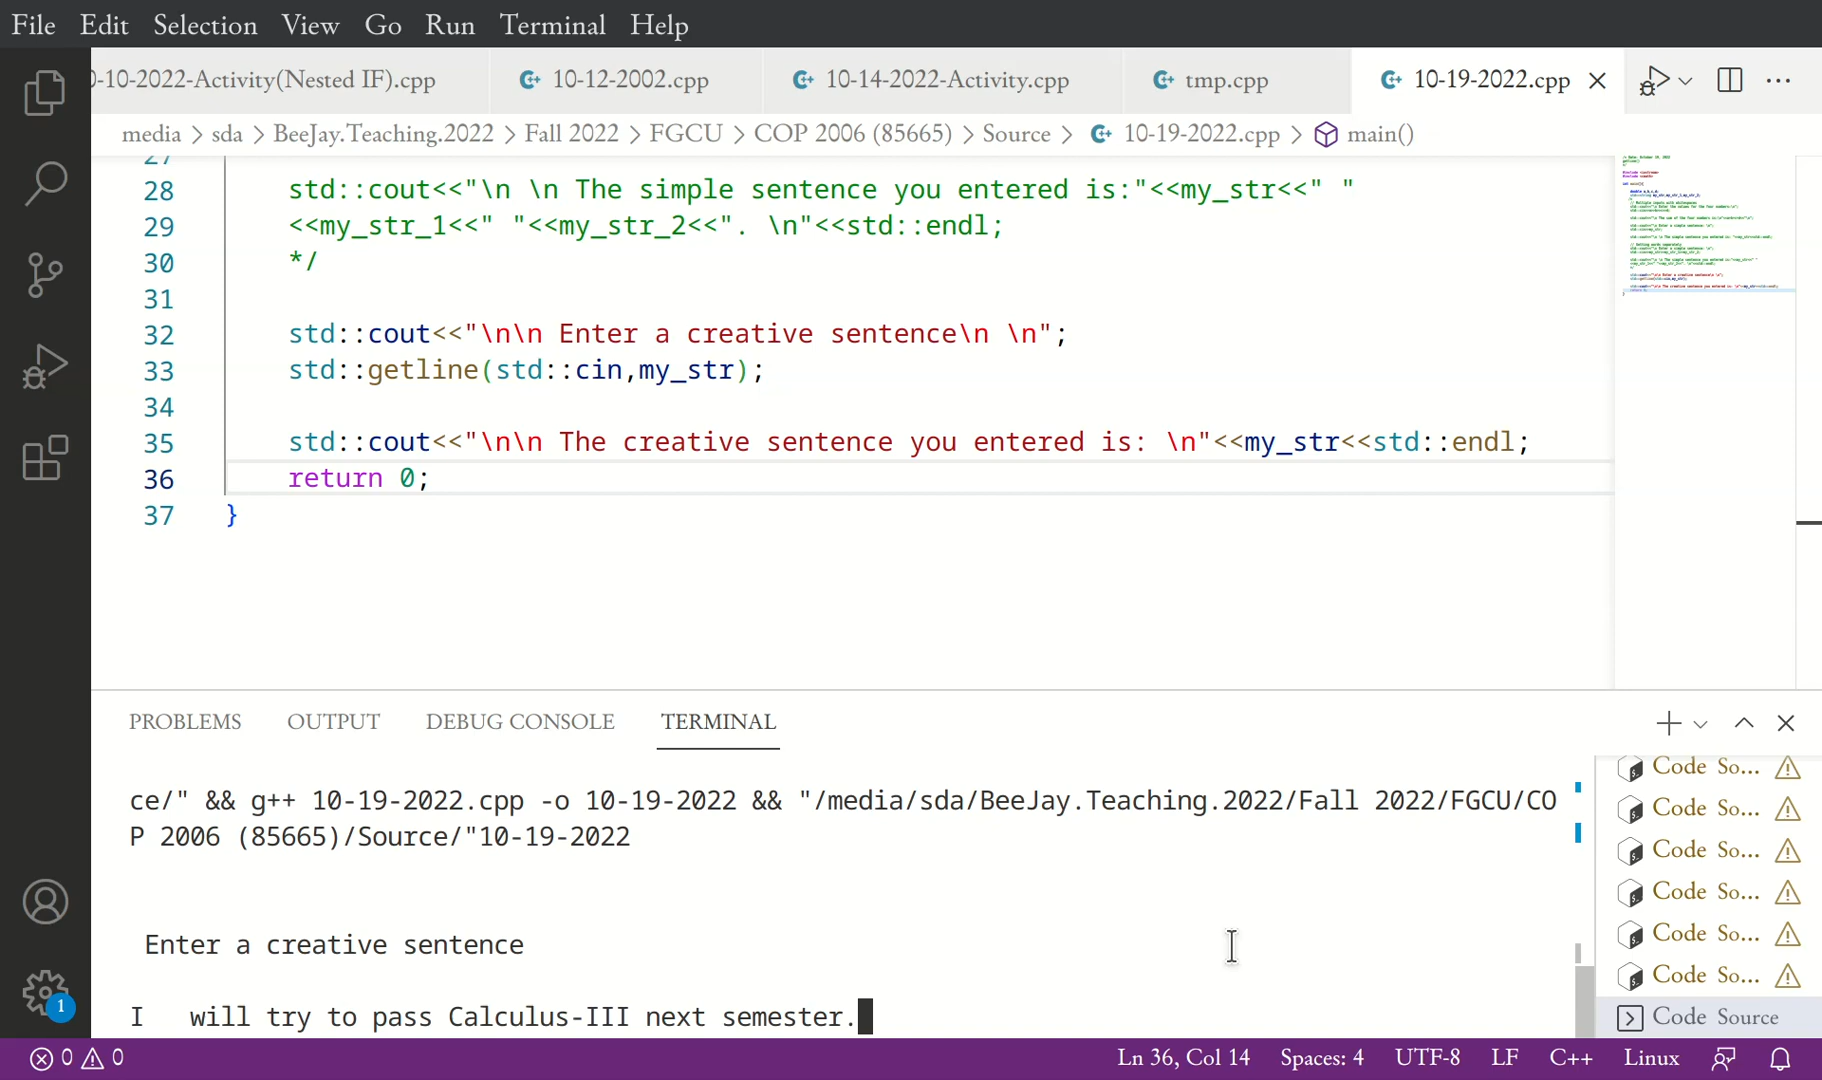 File Edit Selection View Go Run Terminal Help
0-10-2022-Activity(Nested IF).cpp 10-12-2002.cpp 10-14-2022-Activity.cpp tmp.cpp 10-19-2022.cpp
media > sda > BeeJay.Teaching.2022 > Fall 2022 > FGCU > COP 2006 (85665) > Source > 10-19-2022.cpp > main()
27
28 std::cout<<"\n \n The simple sentence you entered is:"<<my_str<<" "
29 <<my_str_1<<" "<<my_str_2<<". \n"<<std::endl;
30 */
31
32 std::cout<<"\n\n Enter a creative sentence\n \n";
33 std::getline(std::cin,my_str);
34
35 std::cout<<"\n\n The creative sentence you entered is: \n"<<my_str<<std::endl;
36 return 0;
37 }
PROBLEMS OUTPUT DEBUG CONSOLE TERMINAL
ce/" && g++ 10-19-2022.cpp -o 10-19-2022 && "/media/sda/BeeJay.Teaching.2022/Fall 2022/FGCU/CO
P 2006 (85665)/Source/"10-19-2022
Enter a creative sentence
I   will try to pass Calculus-III next semester.
Code So...
Code So...
Code So...
Code So...
Code So...
Code So...
Code Source
1
0 0 Ln 36, Col 14 Spaces: 4 UTF-8 LF C++ Linux